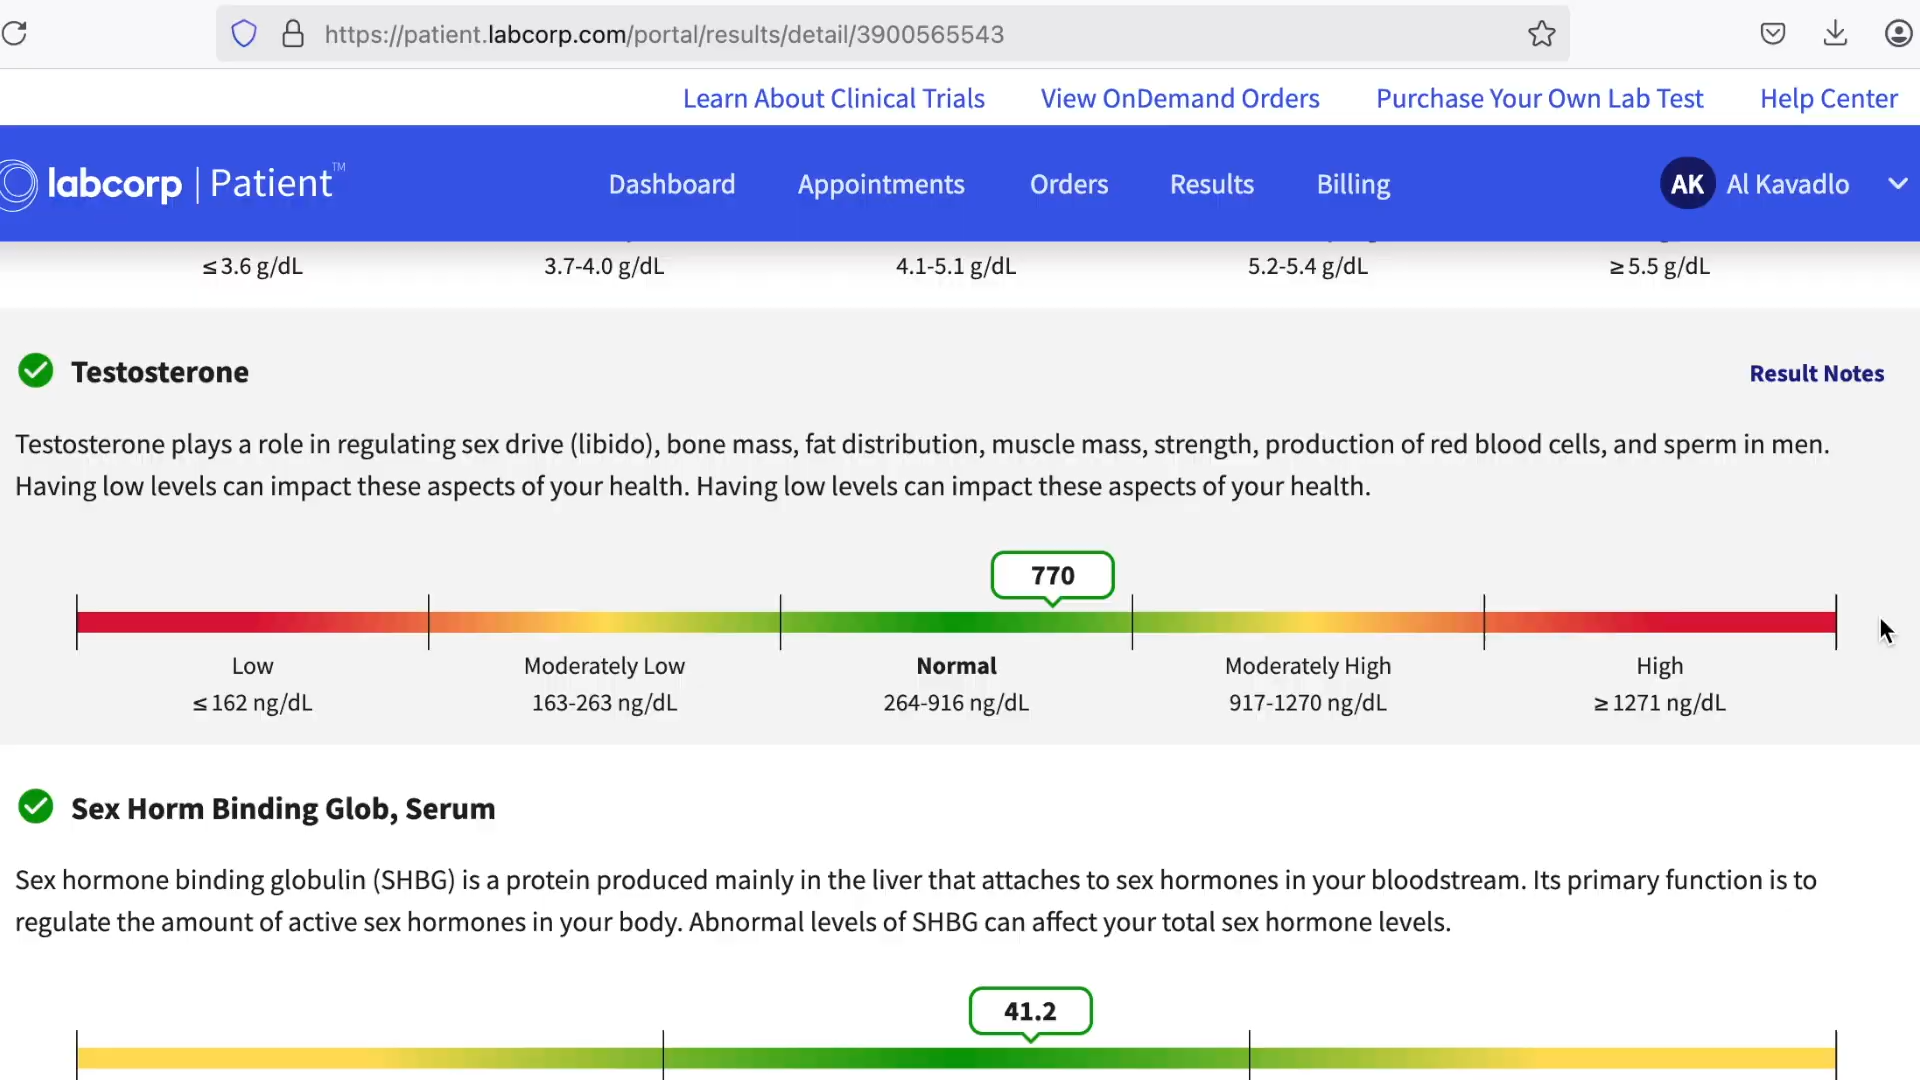 https://patient.labcorp.com/portal/results/detail/3900565543
Learn About Clinical Trials View OnDemand Orders Purchase Your Own Lab Test Help Center
labcorp | Patient™ Dashboard Appointments Orders Results Billing AK Al Kavadlo
≤ 3.6 g/dL 3.7-4.0 g/dL 4.1-5.1 g/dL 5.2-5.4 g/dL ≥ 5.5 g/dL
Testosterone Result Notes
Testosterone plays a role in regulating sex drive (libido), bone mass, fat distribution, muscle mass, strength, production of red blood cells, and sperm in men.
Having low levels can impact these aspects of your health. Having low levels can impact these aspects of your health.
770
Low Moderately Low Normal Moderately High High
≤ 162 ng/dL 163-263 ng/dL 264-916 ng/dL 917-1270 ng/dL ≥ 1271 ng/dL
Sex Horm Binding Glob, Serum
Sex hormone binding globulin (SHBG) is a protein produced mainly in the liver that attaches to sex hormones in your bloodstream. Its primary function is to
regulate the amount of active sex hormones in your body. Abnormal levels of SHBG can affect your total sex hormone levels.
41.2